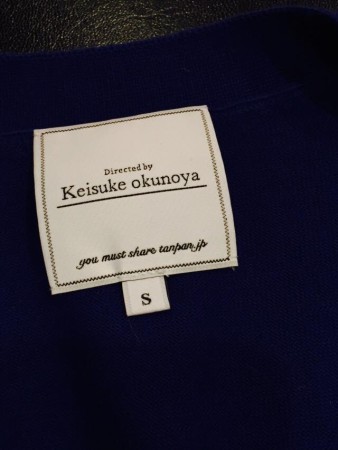 Directed by
Keisuke okunoya
you must share tanpan.jp
S